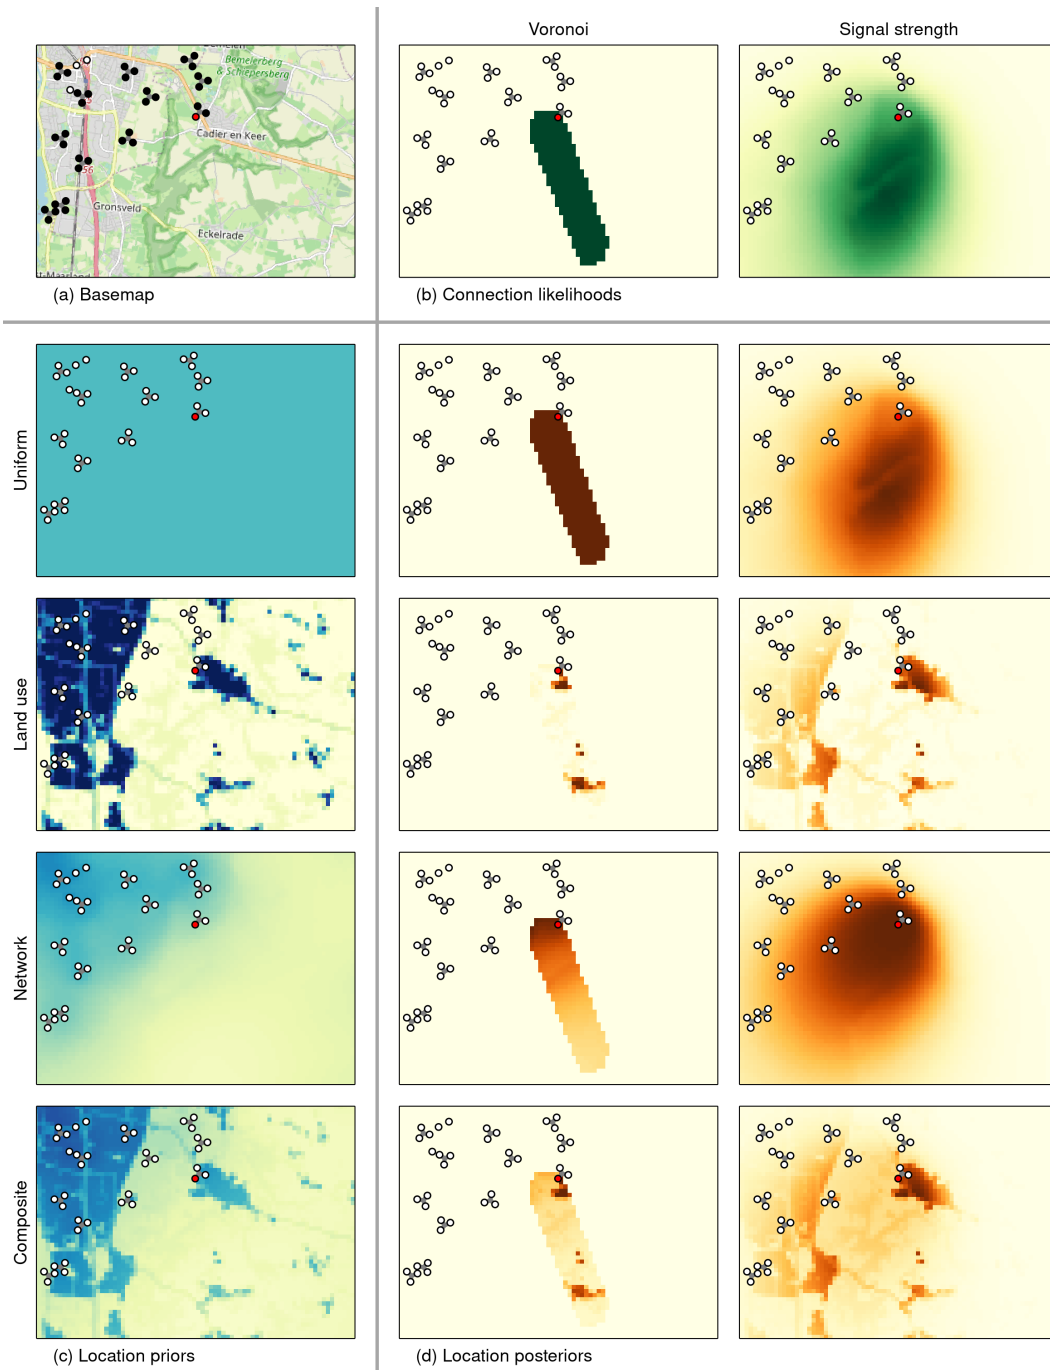 Voronoi
Signal strength
Bemelerberg
& Schiepersberg
Cadier en Keer
56
Gronsveld
Eckelrade
(a) Basemap
(b) Connection likelihoods
Uniform
Land use
Network
Composite
(c) Location priors
(d) Location posteriors